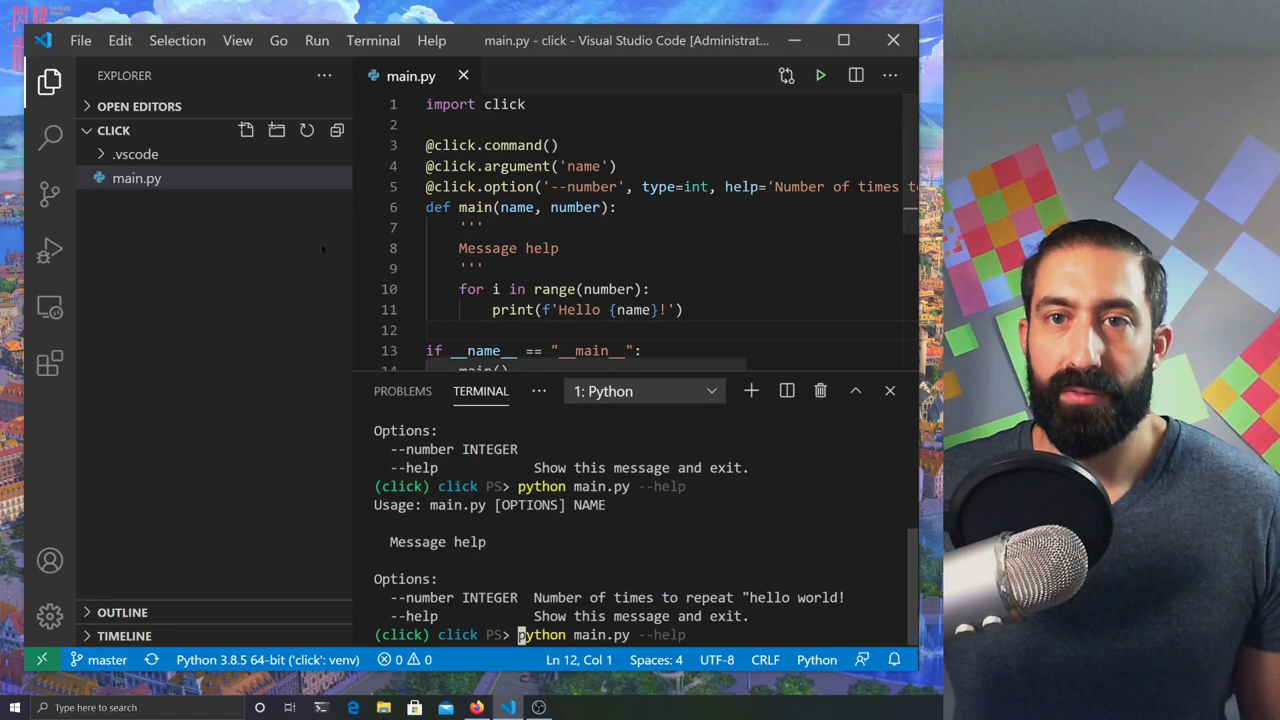 File Edit Selection View Go Run Terminal Help main.py - click - Visual Studio Code [Administrat...
EXPLORER
OPEN EDITORS
CLICK
.vscode
main.py
OUTLINE
TIMELINE
main.py
1 import click
2
3 @click.command()
4 @click.argument('name')
5 @click.option('--number', type=int, help='Number of times to
6 def main(name, number):
7 '''
8 Message help
9 '''
10 for i in range(number):
11 print(f'Hello {name}!')
12
13 if __name__ == "__main__":
14 main()
PROBLEMS TERMINAL 1: Python
Options:
--number INTEGER
--help Show this message and exit.
(click) click PS> python main.py --help
Usage: main.py [OPTIONS] NAME
Message help
Options:
--number INTEGER Number of times to repeat "hello world!
--help Show this message and exit.
(click) click PS> python main.py --help
master Python 3.8.5 64-bit ('click': venv) 0 0 Ln 12, Col 1 Spaces: 4 UTF-8 CRLF Python
Type here to search